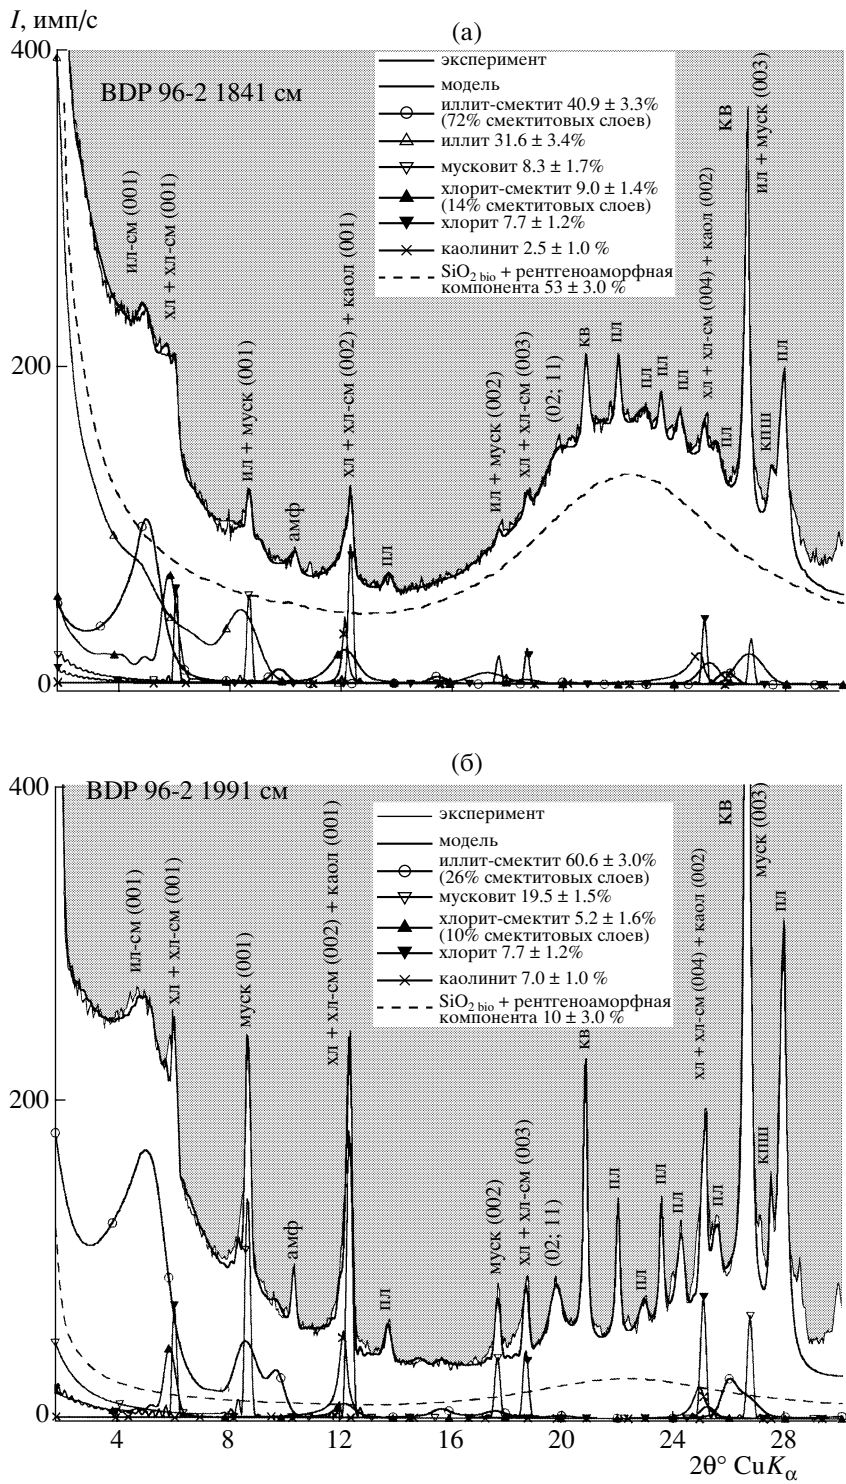 I, имп/с
(а)
400
эксперимент
модель
BDP 96-2 1841 см
иллит-смектит 40.9 ± 3.3%
(72% смектитовых слоев)
иллит 31.6 ± 3.4%
мусковит 8.3 ± 1.7%
хлорит-смектит 9.0 ± 1.4%
(14% смектитовых слоев)
хлорит 7.7 ± 1.2%
каолинит 2.5 ± 1.0 %
SiO2 bio + рентгеноаморфная
компонента 53 ± 3.0 %
ил-см (001)
хл + хл-см (001)
ил + муск (001)
амф
хл + хл-см (002) + каол (001)
пл
ил + муск (002)
хл + хл-см (003)
(02; 11)
кв
пл
пл
пл
пл
хл + хл-см (004) + каол (002)
пл
КВ
ил + муск (003)
кпш
пл
200
0
(б)
400
BDP 96-2 1991 см
эксперимент
модель
иллит-смектит 60.6 ± 3.0%
(26% смектитовых слоев)
мусковит 19.5 ± 1.5%
хлорит-смектит 5.2 ± 1.6%
(10% смектитовых слоев)
хлорит 7.7 ± 1.2%
каолинит 7.0 ± 1.0 %
SiO2 bio + рентгеноаморфная
компонента 10 ± 3.0 %
ил-см (001)
хл + хл-см (001)
муск (001)
амф
хл + хл-см (002) + каол (001)
пл
муск (002)
хл + хл-см (003)
(02; 11)
кв
пл
пл
пл
пл
хл + хл-см (004) + каол (002)
пл
КВ
муск (003)
кпш
пл
200
0
4 8 12 16 20 24 28
2θ° CuKα